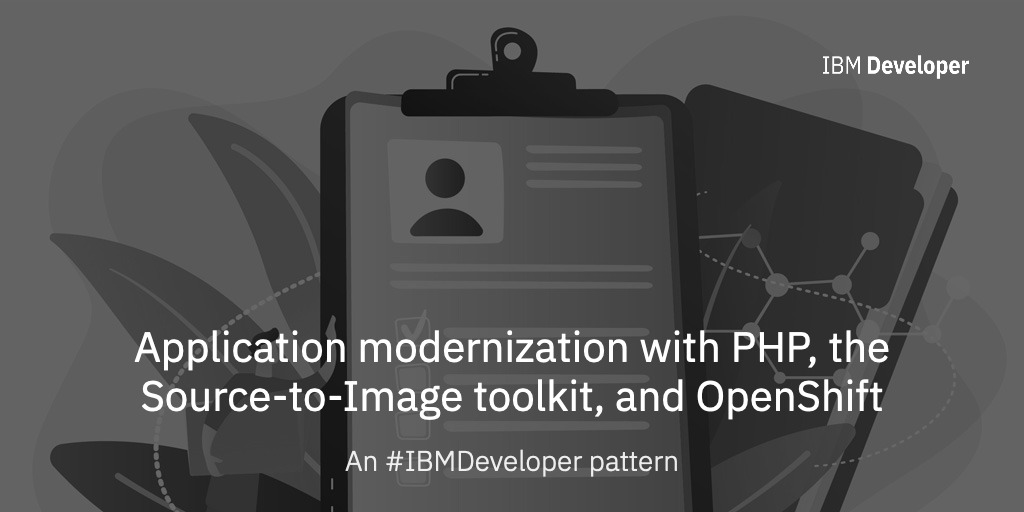 IBM Developer
Application modernization with PHP, the
Source-to-Image toolkit, and OpenShift
An #IBMDeveloper pattern